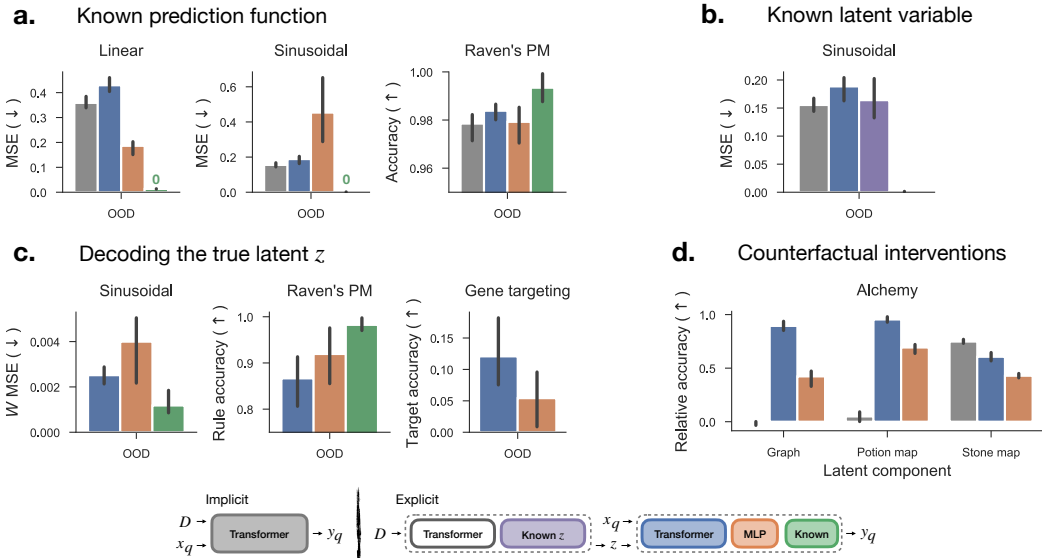 a. Known prediction function
b. Known latent variable
Linear
Sinusoidal
Raven's PM
Sinusoidal
MSE (↓)
0.4
0.3
0.2
0.1
0.0
0
OOD
MSE (↓)
0.6
0.4
0.2
0.0
0
OOD
Accuracy (↑)
1.00
0.98
0.96
OOD
MSE (↓)
0.20
0.15
0.10
0.05
0.00
OOD
c. Decoding the true latent z
d. Counterfactual interventions
Sinusoidal
Raven's PM
Gene targeting
Alchemy
W MSE (↓)
0.004
0.002
0.000
OOD
Rule accuracy (↑)
1.0
0.9
0.8
OOD
Target accuracy (↑)
0.20
0.15
0.10
0.05
0.00
OOD
Relative accuracy (↑)
1.0
0.5
0.0
Graph
Potion map
Stone map
Latent component
Implicit
D → Transformer → y_q
x_q →
Explicit
D → Transformer Known z
x_q →
→ z → Transformer MLP Known → y_q